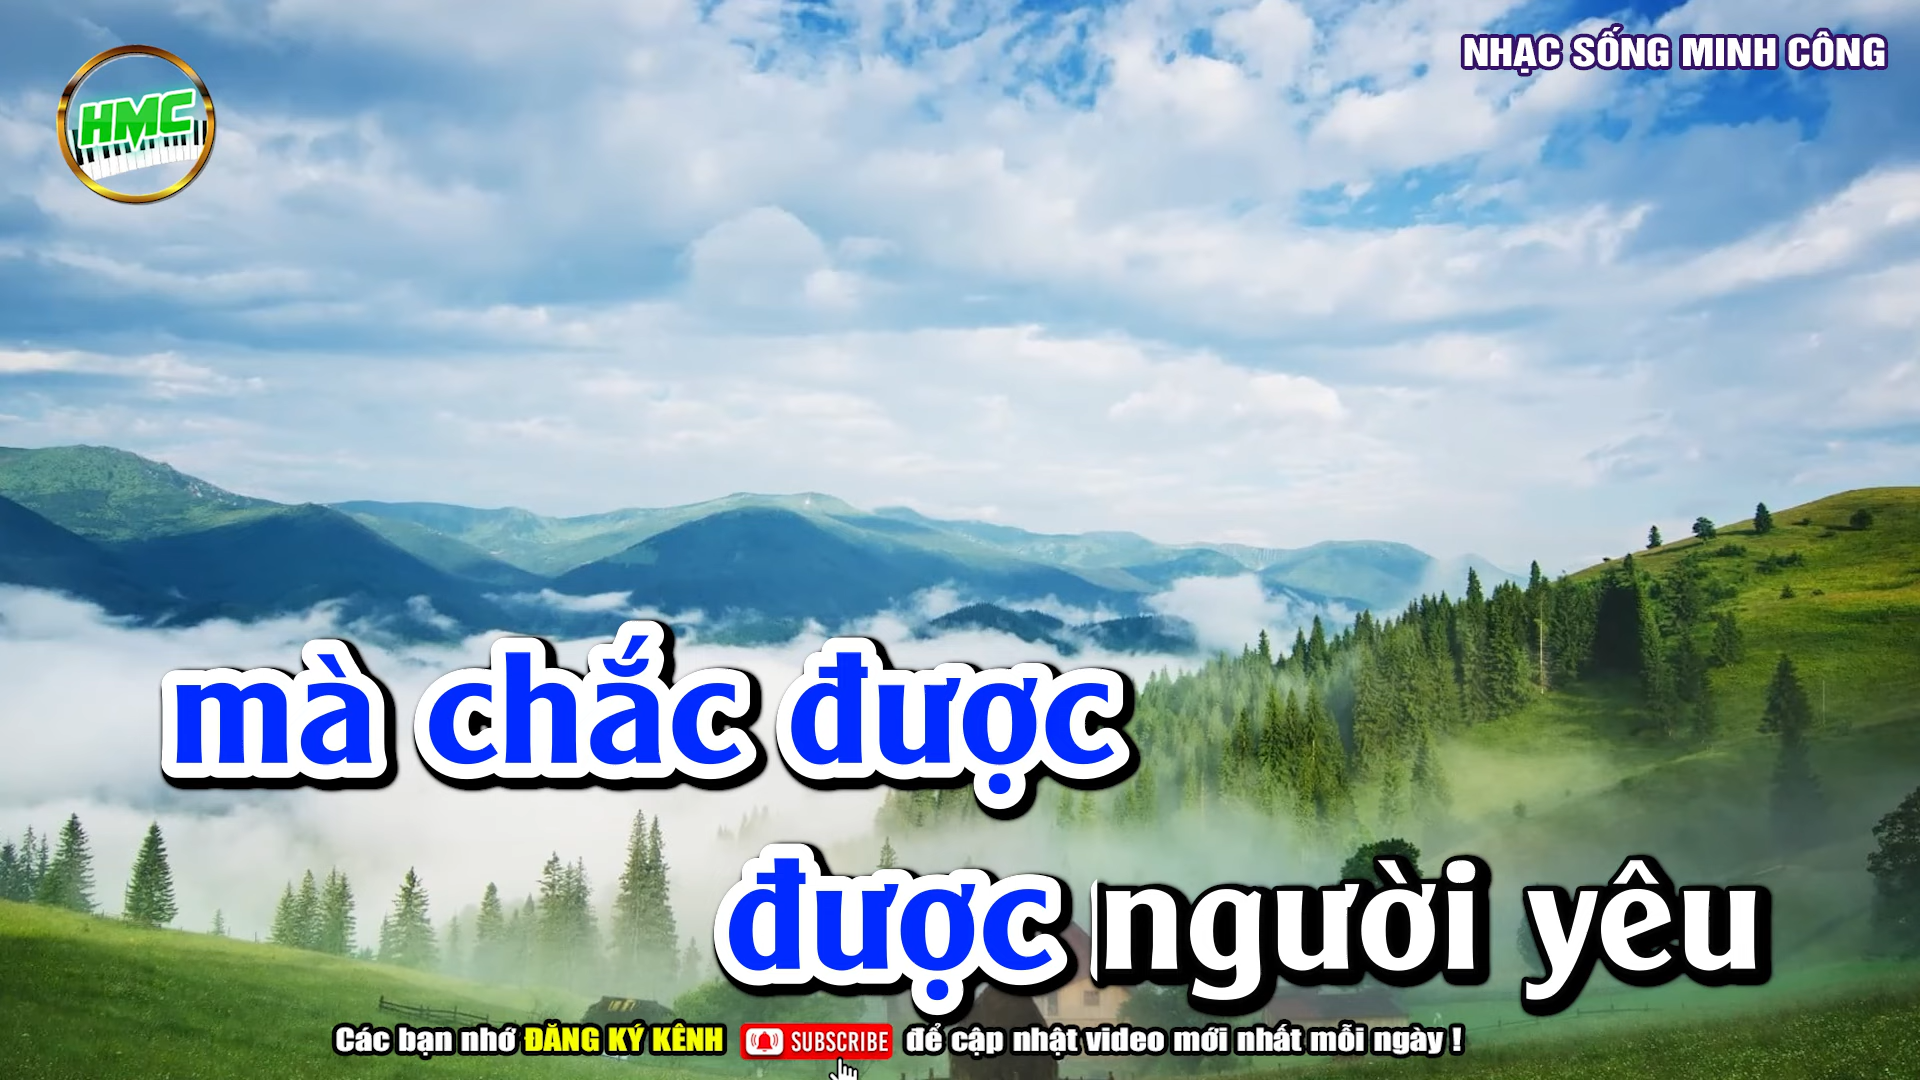 NHẠC SỐNG MINH CÔNG
HMC
mà chắc được
được người yêu
Các bạn nhớ ĐĂNG KÝ KÊNH SUBSCRIBE để cập nhật video mới nhất mỗi ngày !